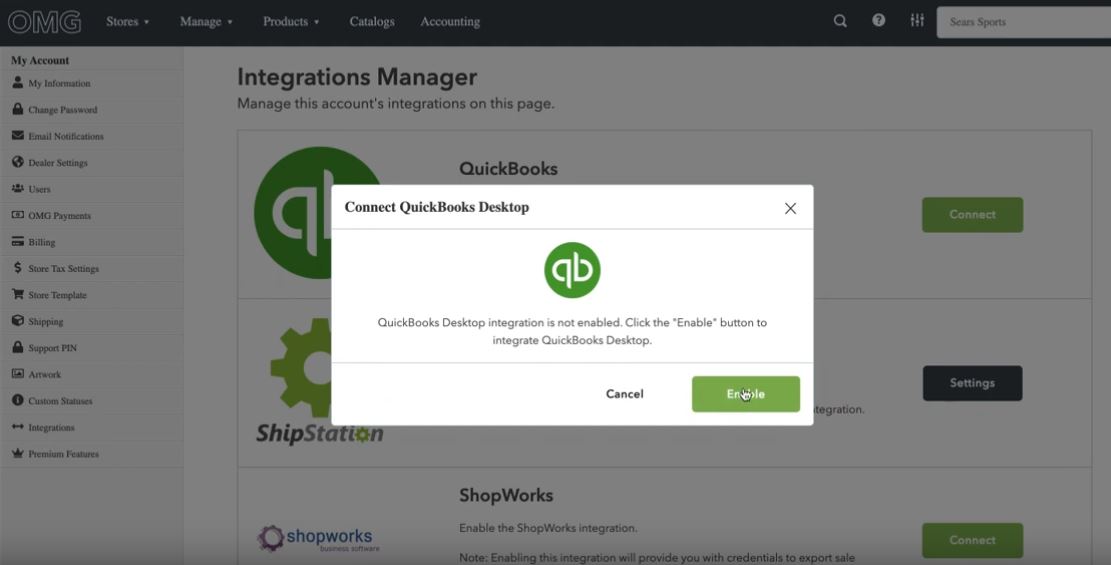 OMG Stores Manage Products Catalogs Accounting Sears Sports
My Account
My Information
Change Password
Email Notifications
Dealer Settings
Users
OMG Payments
Billing
Store Tax Settings
Store Template
Shipping
Support PIN
Artwork
Custom Statuses
Integrations
Premium Features
Integrations Manager
Manage this account's integrations on this page.
qb
QuickBooks
Connect
Connect QuickBooks Desktop
qb
QuickBooks Desktop integration is not enabled. Click the "Enable" button to
integrate QuickBooks Desktop.
Cancel Enable
ShipStation
Settings
ShopWorks
shopworks
business software
Enable the ShopWorks integration.
Connect
Note: Enabling this integration will provide you with credentials to export sale